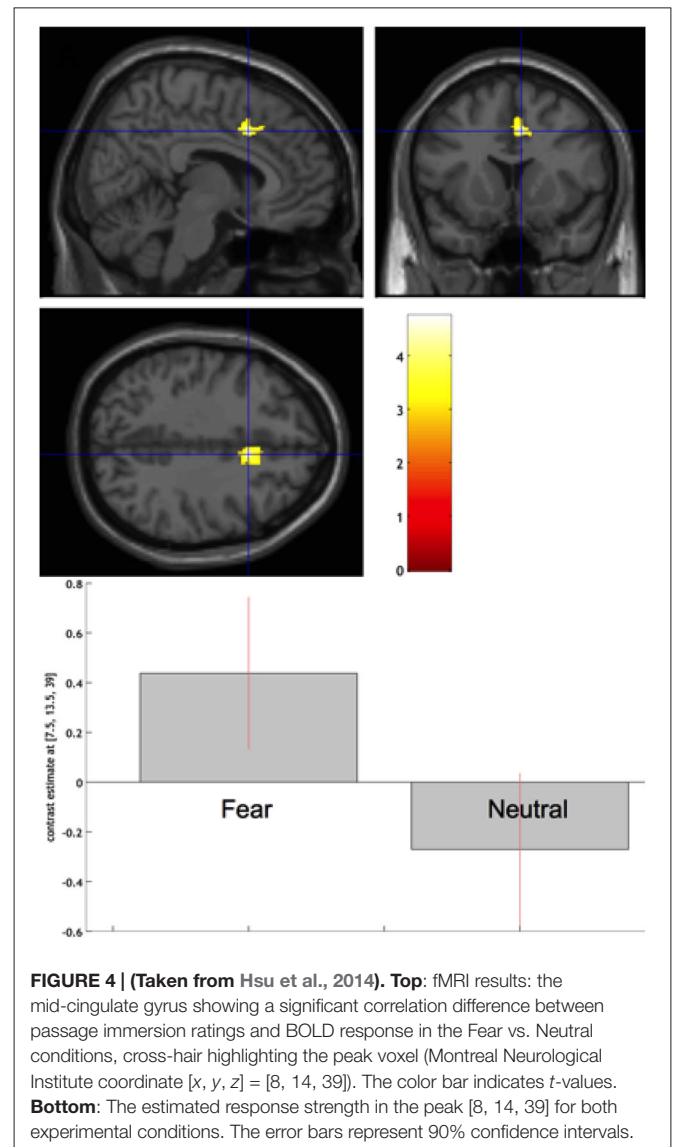 4
3
2
1
0
0.8
0.6
0.4
0.2
0
-0.2
-0.4
-0.6
contrast estimate at [7.5, 13.5, 39]
Fear
Neutral
FIGURE 4 | (Taken from Hsu et al., 2014). Top: fMRI results: the
mid-cingulate gyrus showing a significant correlation difference between
passage immersion ratings and BOLD response in the Fear vs. Neutral
conditions, cross-hair highlighting the peak voxel (Montreal Neurological
Institute coordinate [x, y, z] = [8, 14, 39]). The color bar indicates t-values.
Bottom: The estimated response strength in the peak [8, 14, 39] for both
experimental conditions. The error bars represent 90% confidence intervals.